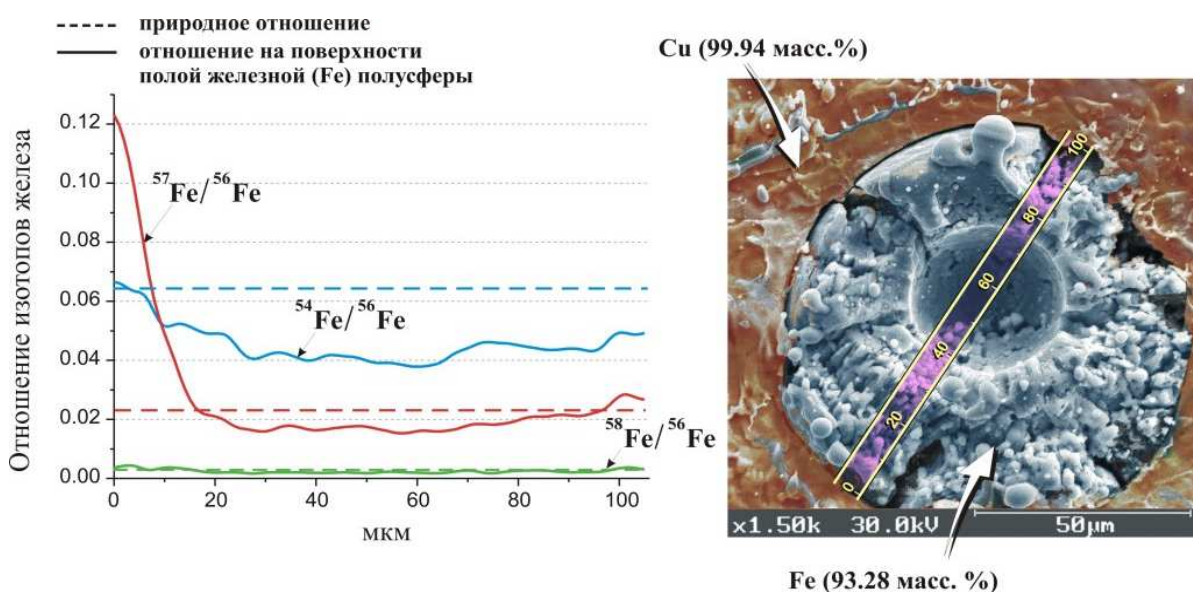 природное отношение
отношение на поверхности
полой железной (Fe) полусферы
Отношение изотопов железа
0.12
0.10
0.08
0.06
0.04
0.02
0.00
⁵⁷Fe/⁵⁶Fe
⁵⁴Fe/⁵⁶Fe
⁵⁸Fe/⁵⁶Fe
0 20 40 60 80 100
мкм
Cu (99.94 масс.%)
100
80
60
40
20
0
x1.50k 30.0kV 50µm
Fe (93.28 масс. %)